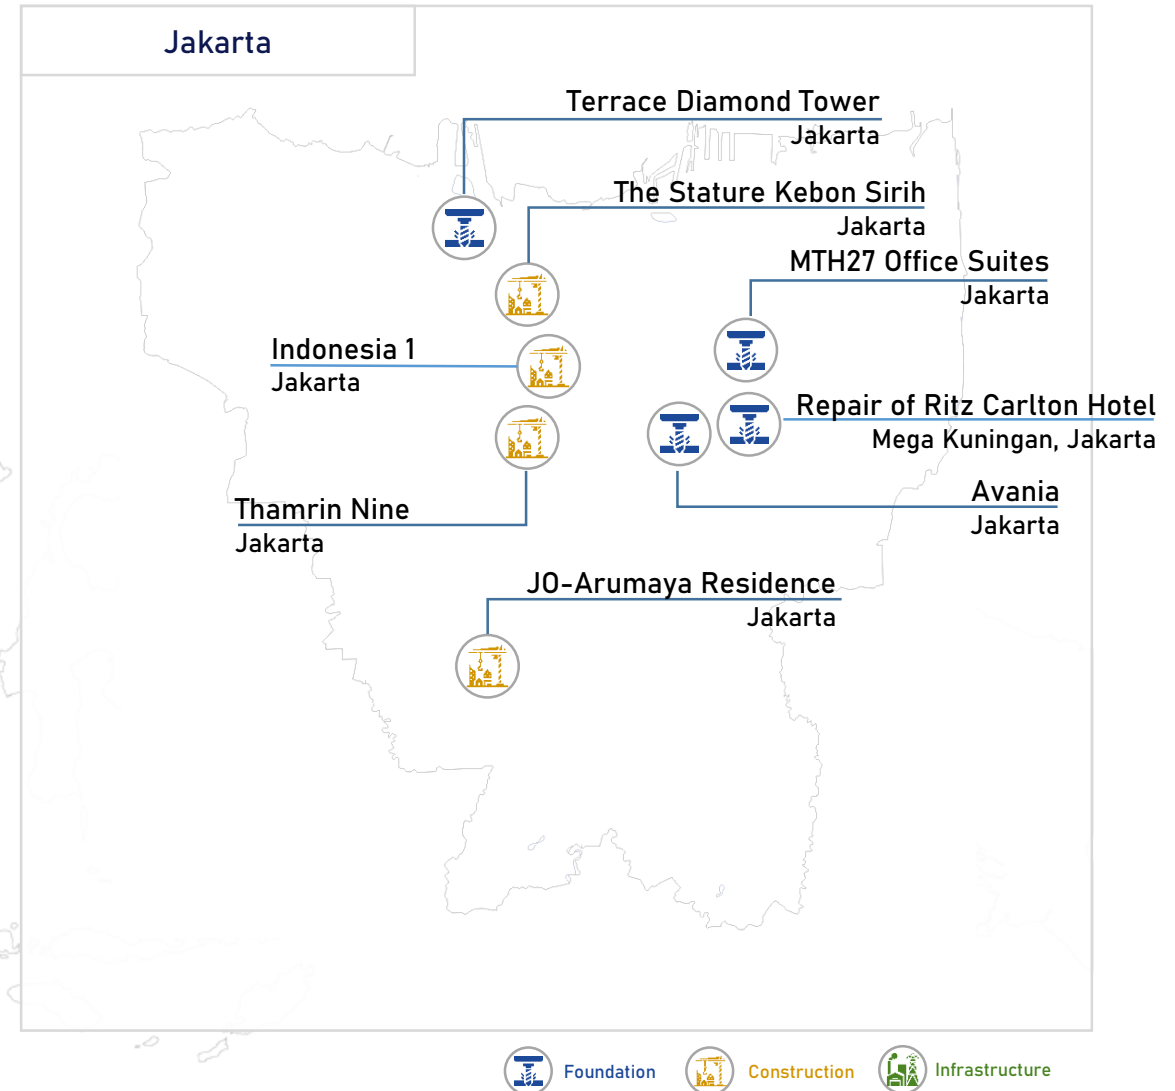 Jakarta
Terrace Diamond Tower
Jakarta
The Stature Kebon Sirih
Jakarta
MTH27 Office Suites
Jakarta
Indonesia 1
Jakarta
Repair of Ritz Carlton Hotel
Mega Kuningan, Jakarta
Avania
Jakarta
Thamrin Nine
Jakarta
JO-Arumaya Residence
Jakarta
Foundation
Construction
Infrastructure